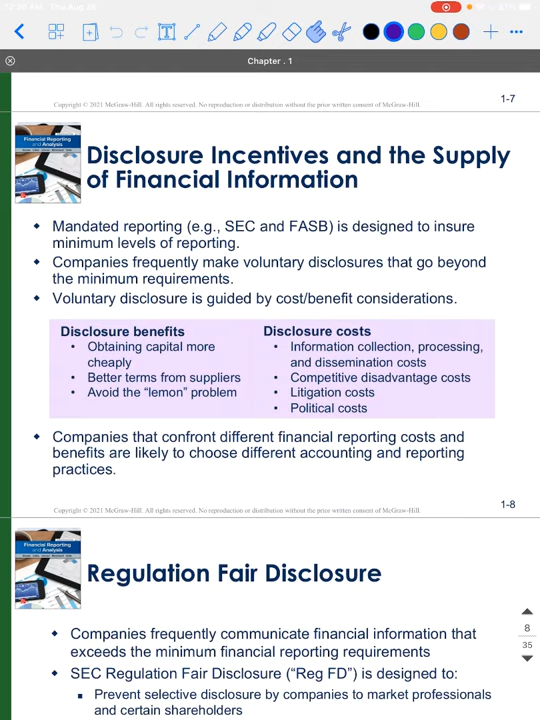 Chapter . 1
1-7
Copyright © 2021 McGraw-Hill. All rights reserved. No reproduction or distribution without the prior written consent of McGraw-Hill.
Financial Reporting
and Analysis
Disclosure Incentives and the Supply
of Financial Information
Mandated reporting (e.g., SEC and FASB) is designed to insure
minimum levels of reporting.
Companies frequently make voluntary disclosures that go beyond
the minimum requirements.
Voluntary disclosure is guided by cost/benefit considerations.
Disclosure benefits
• Obtaining capital more
cheaply
• Better terms from suppliers
• Avoid the “lemon” problem
Disclosure costs
• Information collection, processing,
and dissemination costs
• Competitive disadvantage costs
• Litigation costs
• Political costs
Companies that confront different financial reporting costs and
benefits are likely to choose different accounting and reporting
practices.
1-8
Copyright © 2021 McGraw-Hill. All rights reserved. No reproduction or distribution without the prior written consent of McGraw-Hill.
Financial Reporting
and Analysis
Regulation Fair Disclosure
Companies frequently communicate financial information that
exceeds the minimum financial reporting requirements
SEC Regulation Fair Disclosure (“Reg FD”) is designed to:
Prevent selective disclosure by companies to market professionals
and certain shareholders
8
35